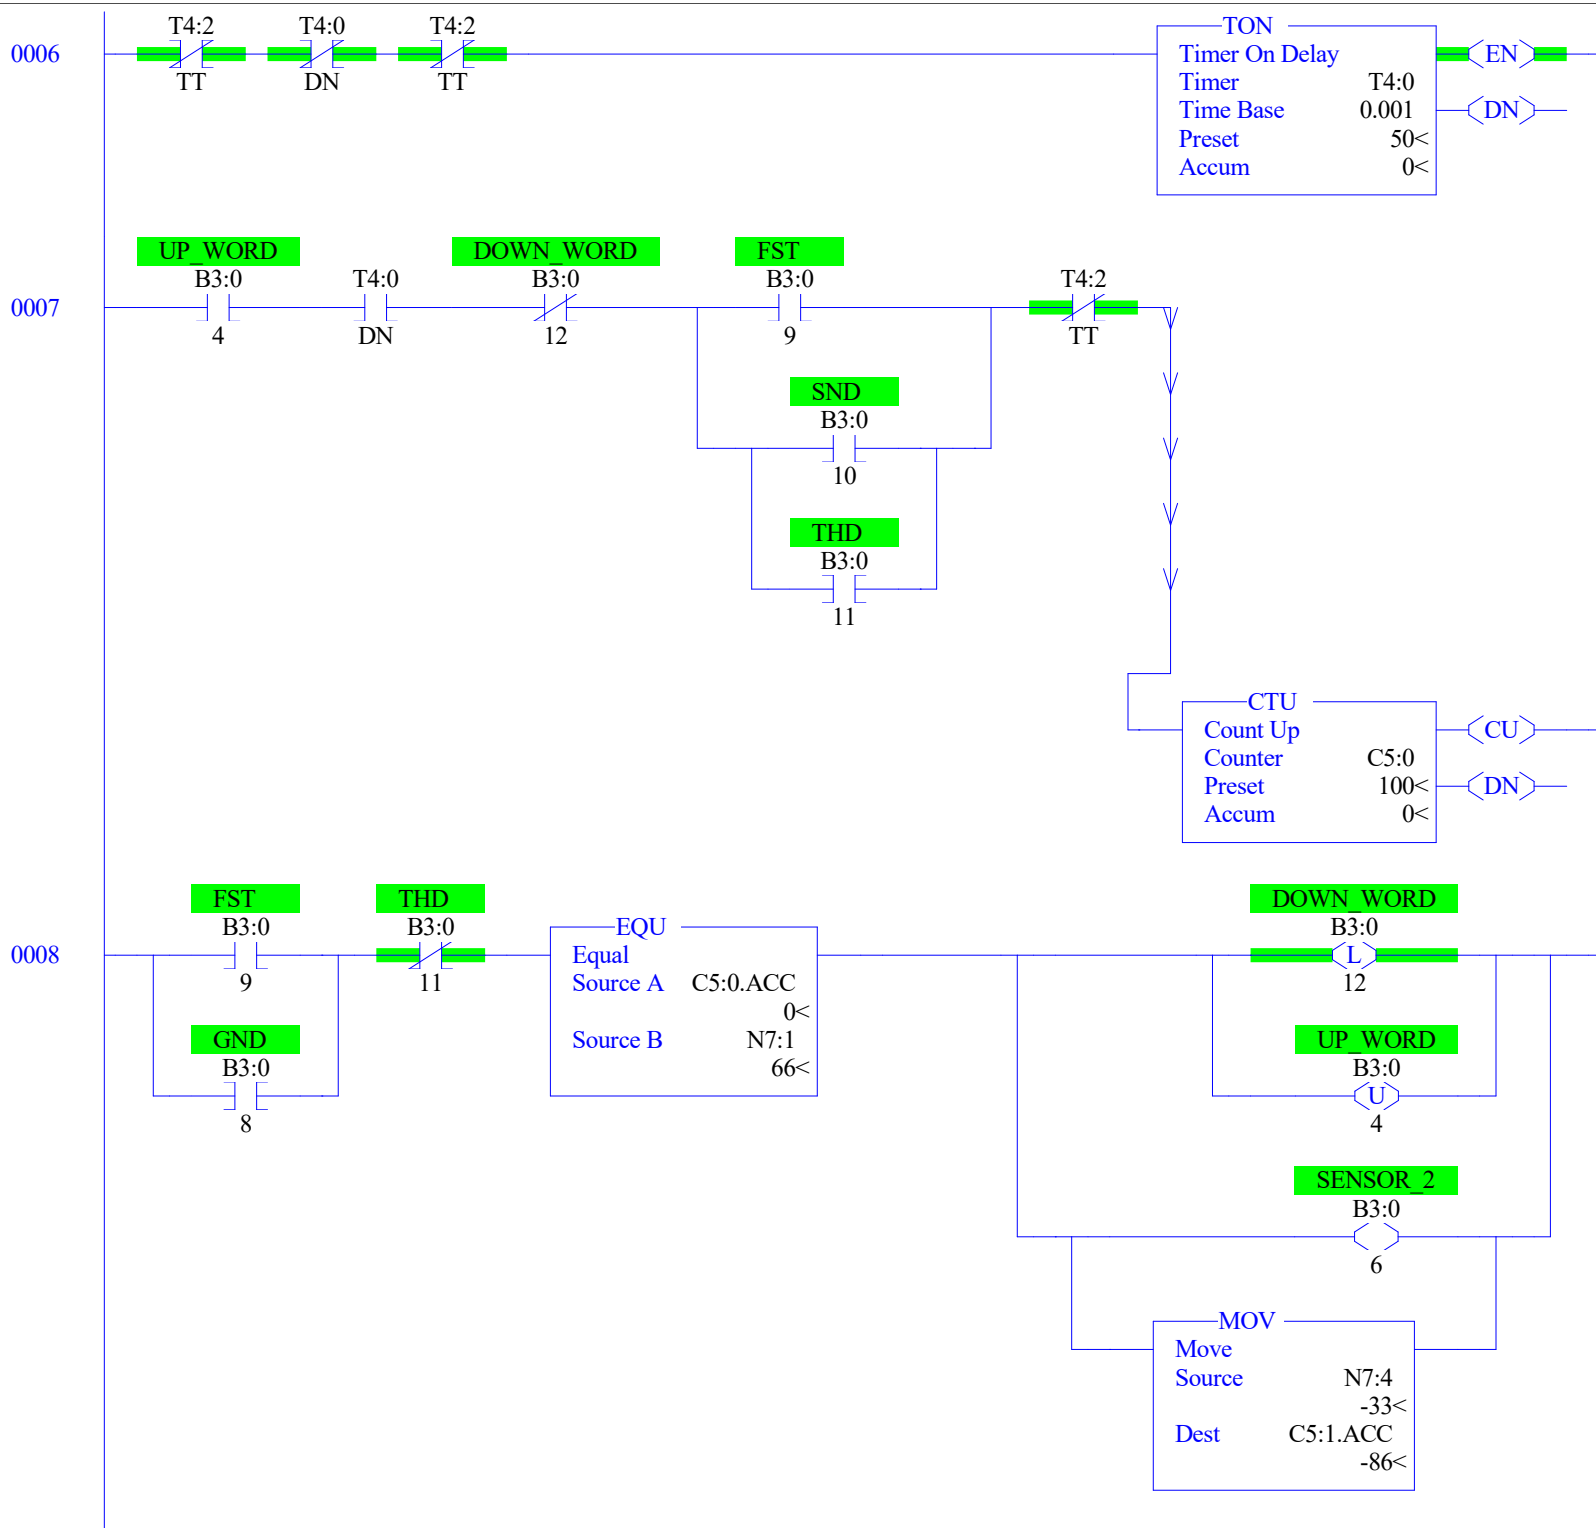 T4:2 T4:0 T4:2 TON
0006 Timer On Delay EN
TT DN TT Timer T4:0
Time Base 0.001 DN
Preset 50<
Accum 0<
UP_WORD DOWN_WORD FST
B3:0 T4:0 B3:0 B3:0 T4:2
0007
4 DN 12 9 TT
SND
B3:0
10
THD
B3:0
11
CTU
Count Up CU
Counter C5:0
Preset 100< DN
Accum 0<
FST THD DOWN_WORD
B3:0 B3:0 EQU B3:0
0008 Equal L
9 11 Source A C5:0.ACC 12
0<
GND Source B N7:1 UP_WORD
B3:0 66< B3:0
U
8 4
SENSOR_2
B3:0
6
MOV
Move
Source N7:4
-33<
Dest C5:1.ACC
-86<